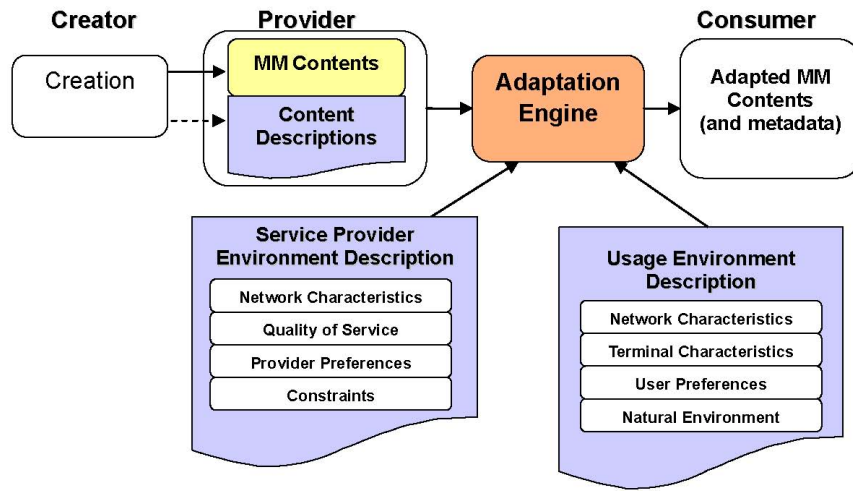 Creator
Provider
Consumer
Creation
MM Contents
Content
Descriptions
Adaptation
Engine
Adapted MM
Contents
(and metadata)
Service Provider
Environment Description
Network Characteristics
Quality of Service
Provider Preferences
Constraints
Usage Environment
Description
Network Characteristics
Terminal Characteristics
User Preferences
Natural Environment